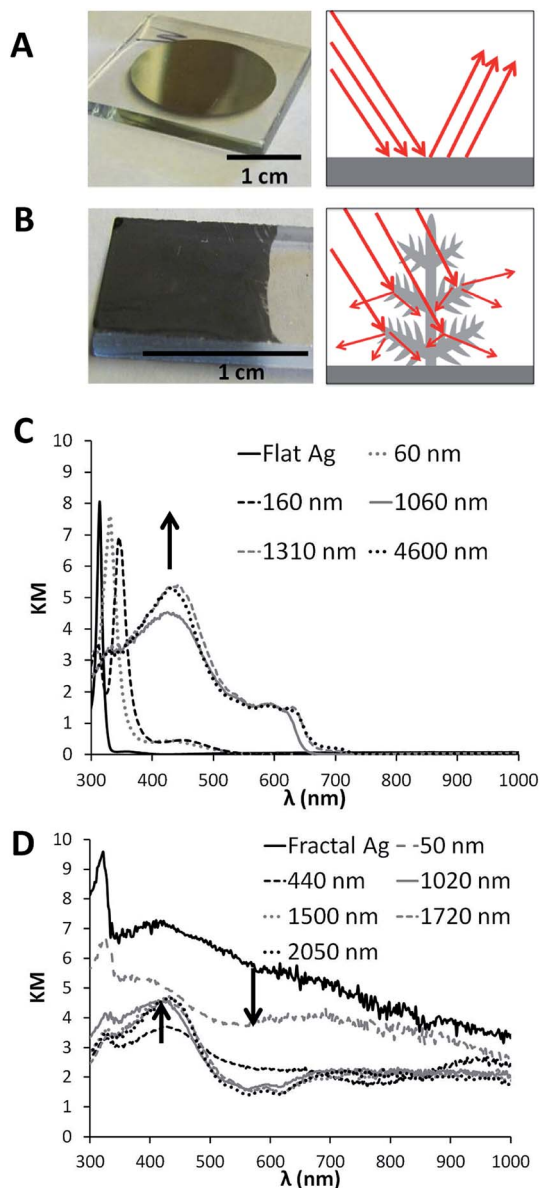 A
1 cm
B
1 cm
C
10
9
8
7
6
5
4
3
2
1
0
KM
Flat Ag
60 nm
160 nm
1060 nm
1310 nm
4600 nm
300 400 500 600 700 800 900 1000
λ (nm)
D
10
9
8
7
6
5
4
3
2
1
0
KM
Fractal Ag
50 nm
440 nm
1020 nm
1500 nm
1720 nm
2050 nm
300 400 500 600 700 800 900 1000
λ (nm)